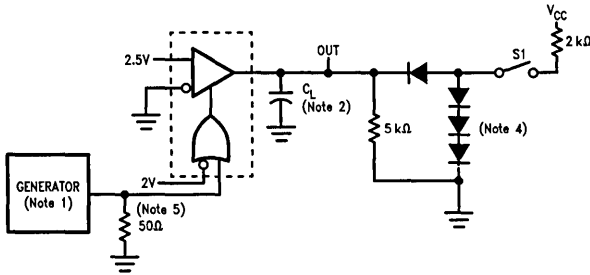 V_CC
2 kΩ
S1
OUT
2.5V
C_L
(Note 2)
5 kΩ
(Note 4)
2V
GENERATOR
(Note 1)
(Note 5)
50Ω